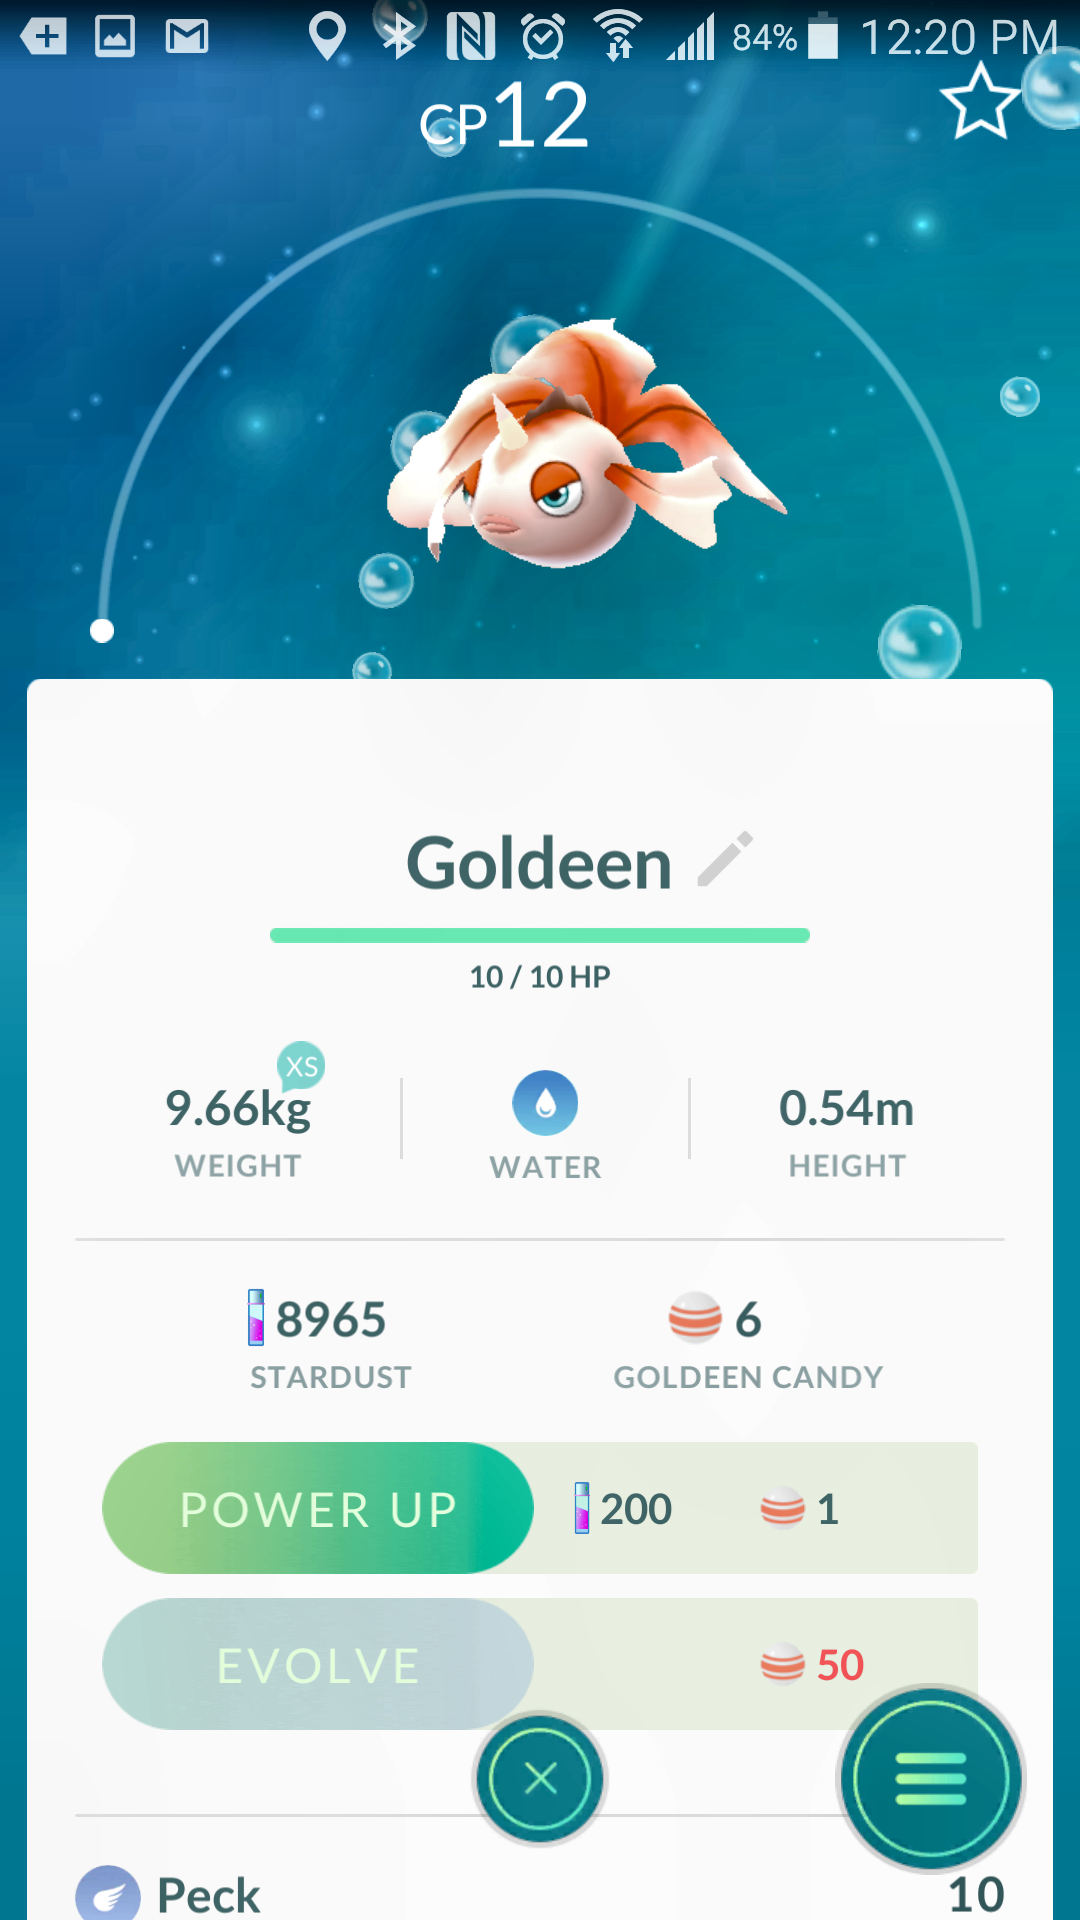 84% 12:20 PM
CP12
Goldeen
10 / 10 HP
XS
9.66kg
WEIGHT
WATER
0.54m
HEIGHT
8965
STARDUST
6
GOLDEEN CANDY
POWER UP 200 1
EVOLVE 50
Peck 10